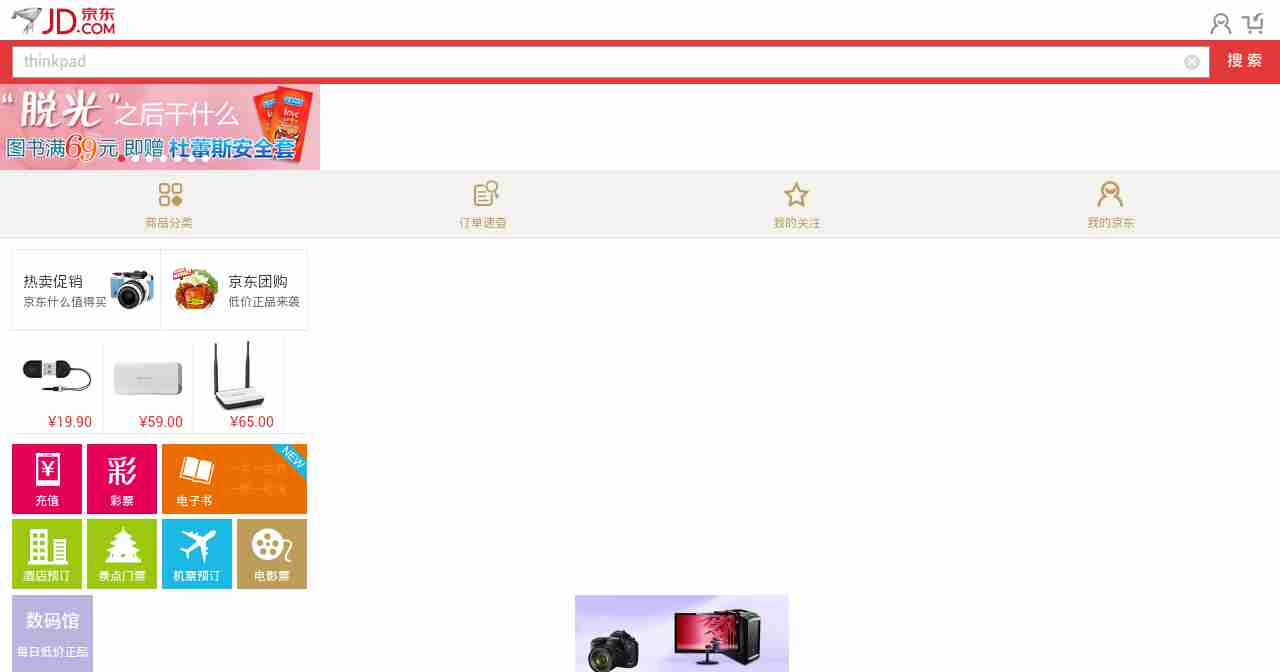 JD.COM 京东
thinkpad
搜索
“脱光”之后干什么
图书满69元 即赠 杜蕾斯安全套
商品分类
订单速查
我的关注
我的京东
热卖促销
京东什么值得买
京东团购
低价正品来袭
¥19.90
¥59.00
¥65.00
充值
彩
彩票
电子书
NEW
酒店预订
景点门票
机票预订
电影票
数码馆
每日低价正品